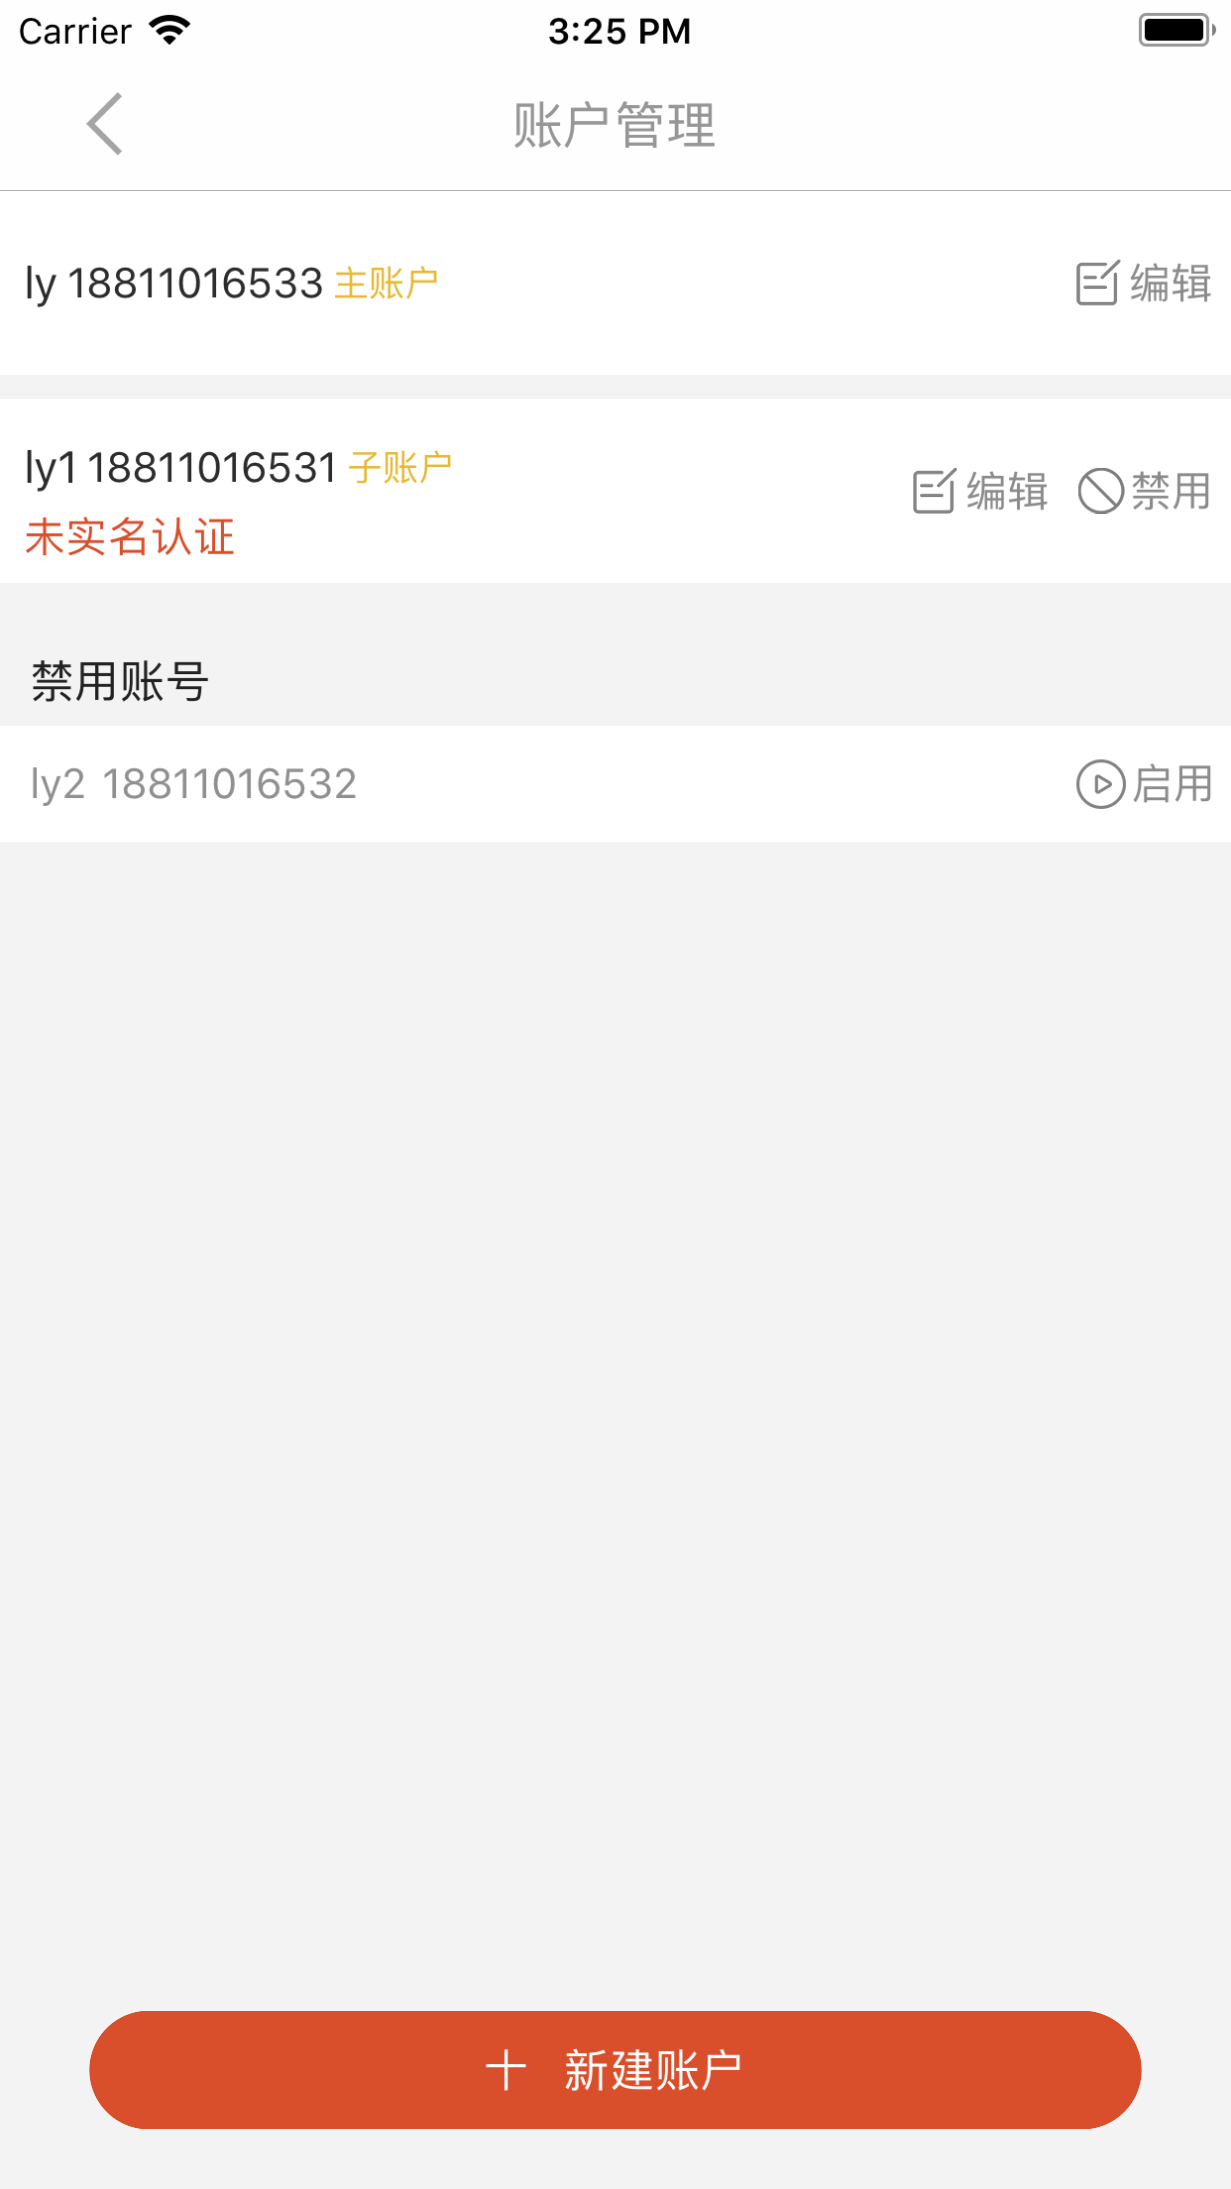 Carrier 3:25 PM
账户管理
ly 18811016533 主账户 编辑
ly1 18811016531 子账户 编辑 禁用
未实名认证
禁用账号
ly2 18811016532 启用
新建账户